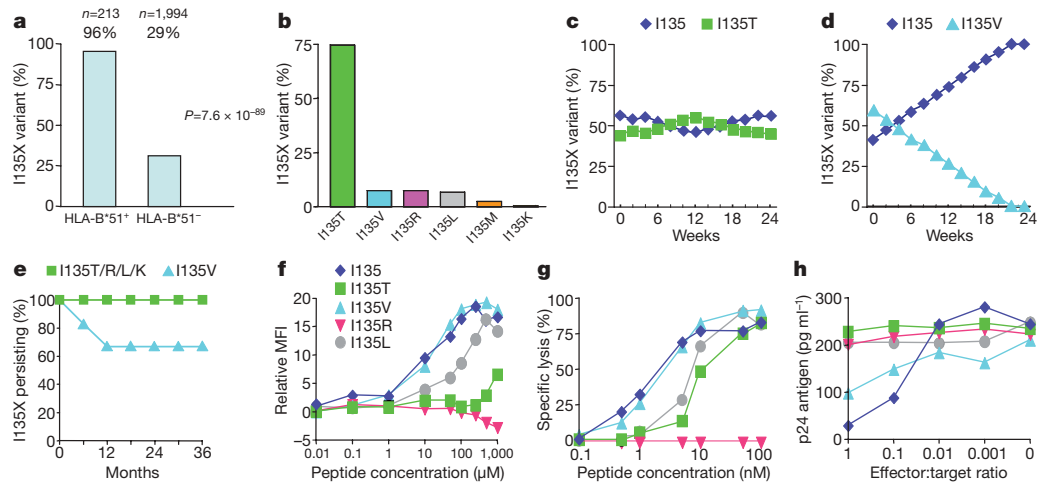 a
n=213 n=1,994
96% 29%
I135X variant (%)
100
75
50
25
0
P=7.6 × 10⁻⁸⁹
HLA-B*51⁺ HLA-B*51⁻
b
I135X variant (%)
75
50
25
0
I135T I135V I135R I135L I135M I135K
c
I135 I135T
I135X variant (%)
100
75
50
25
0
0 6 12 18 24
Weeks
d
I135 I135V
I135X variant (%)
100
75
50
25
0
0 6 12 18 24
Weeks
e
I135T/R/L/K I135V
I135X persisting (%)
100
80
60
40
20
0
0 12 24 36
Months
f
I135
I135T
I135V
I135R
I135L
Relative MFI
20
15
10
5
0
–5
0.01 0.1 1 10 100 1,000
Peptide concentration (μM)
g
Specific lysis (%)
100
75
50
25
0
0.1 1 10 100
Peptide concentration (nM)
h
p24 antigen (pg ml⁻¹)
300
200
100
0
1 0.1 0.01 0.001 0
Effector:target ratio